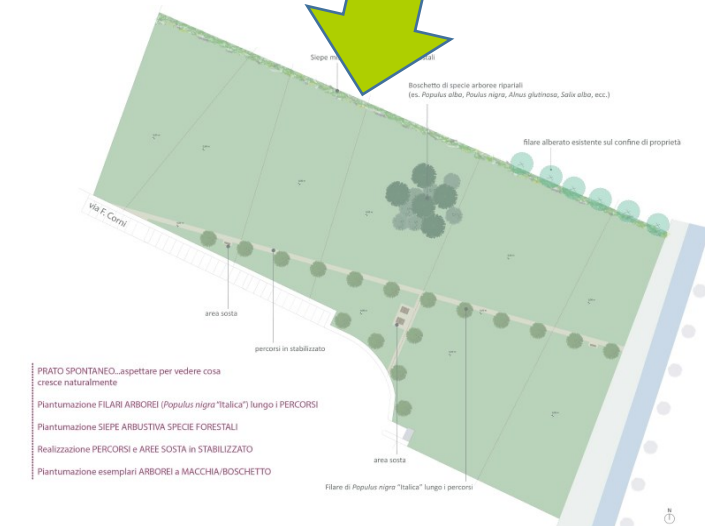 Siepe
stali
Boschetto di specie arboree ripariali
(es. Populus alba, Poulus nigra, Alnus glutinosa, Salix alba, ecc.)
filare alberato esistente sul confine di proprietà
via F. Corni
area sosta
percorsi in stabilizzato
PRATO SPONTANEO...aspettare per vedere cosa
cresce naturalmente
Piantumazione FILARI ARBOREI (Populus nigra "Italica") lungo i PERCORSI
Piantumazione SIEPE ARBUSTIVA SPECIE FORESTALI
Realizzazione PERCORSI e AREE SOSTA in STABILIZZATO
Piantumazione esemplari ARBOREI a MACCHIA/BOSCHETTO
area sosta
Filare di Populus nigra "Italica" lungo i percorsi
N